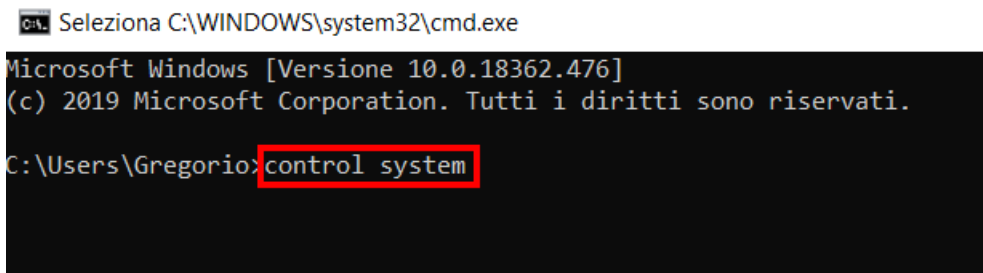 Seleziona C:\WINDOWS\system32\cmd.exe
Microsoft Windows [Versione 10.0.18362.476]
(c) 2019 Microsoft Corporation. Tutti i diritti sono riservati.
C:\Users\Gregorio>control system